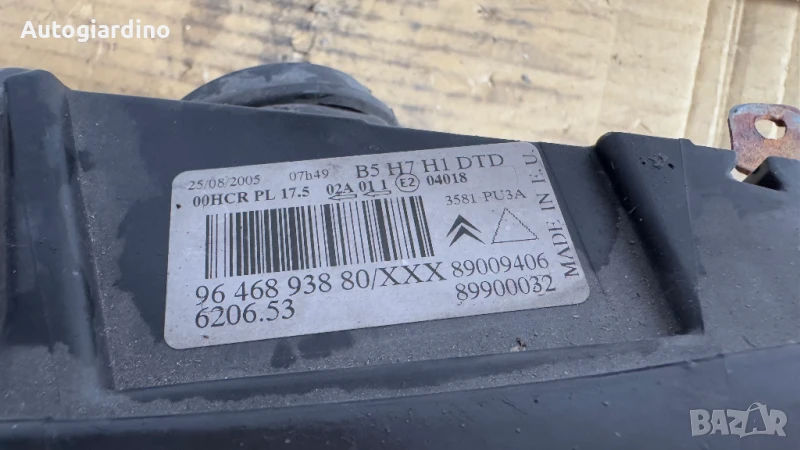 Autogiardino
25/08/2005 07b49 B5 H7 H1 DTD
00HCR PL 17.5 02A 01 1 E2 04018
3581 PU3A
96 468 938 80/XXX 89009406
6206.53 89900032
MADE IN E.U.
BAZAR